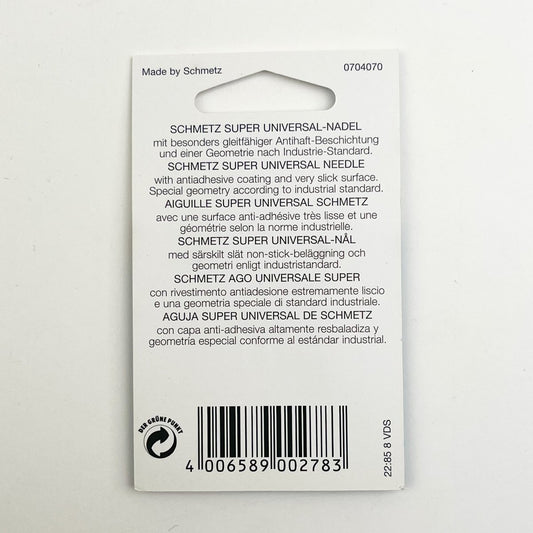 Made by Schmetz 0704070
SCHMETZ SUPER UNIVERSAL-NADEL
mit besonders gleitfähiger Antihaft-Beschichtung
und einer Geometrie nach Industrie-Standard.
SCHMETZ SUPER UNIVERSAL NEEDLE
with antiadhesive coating and very slick surface.
Special geometry according to industrial standard.
AIGUILLE SUPER UNIVERSAL SCHMETZ
avec une surface anti-adhésive très lisse et une
géométrie selon la norme industrielle.
SCHMETZ SUPER UNIVERSAL-NÅL
med särskilt slät non-stick-beläggning och
geometri enligt industristandard.
SCHMETZ AGO UNIVERSALE SUPER
con rivestimento antiadesione estremamente liscio
e una geometria speciale di standard industriale.
AGUJA SUPER UNIVERSAL DE SCHMETZ
con capa anti-adhesiva altamente resbaladiza y
geometría especial conforme al estándar industrial.
DER GRÜNE PUNKT
4 006589 002783
22:85 8 VDS